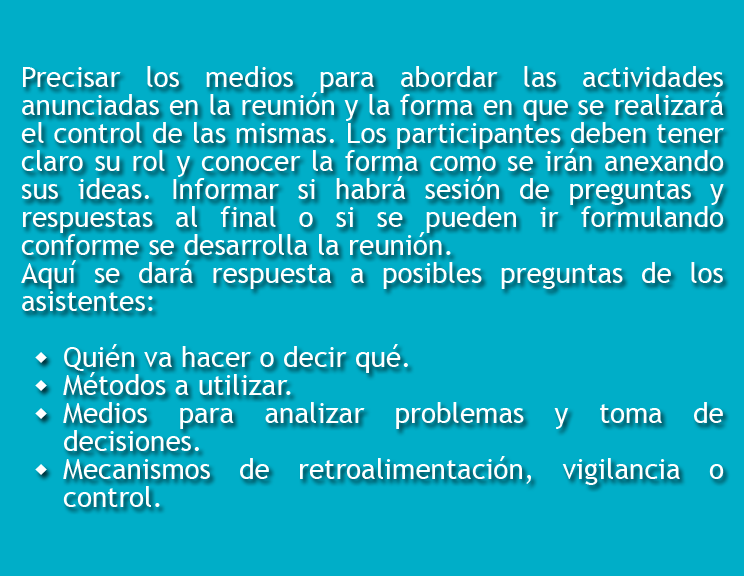 Precisar los medios para abordar las actividades
anunciadas en la reunión y la forma en que se realizará
el control de las mismas. Los participantes deben tener
claro su rol y conocer la forma como se irán anexando
sus ideas. Informar si habrá sesión de preguntas y
respuestas al final o si se pueden ir formulando
conforme se desarrolla la reunión.
Aquí se dará respuesta a posibles preguntas de los
asistentes:
◆ Quién va hacer o decir qué.
◆ Métodos a utilizar.
◆ Medios para analizar problemas y toma de
decisiones.
◆ Mecanismos de retroalimentación, vigilancia o
control.